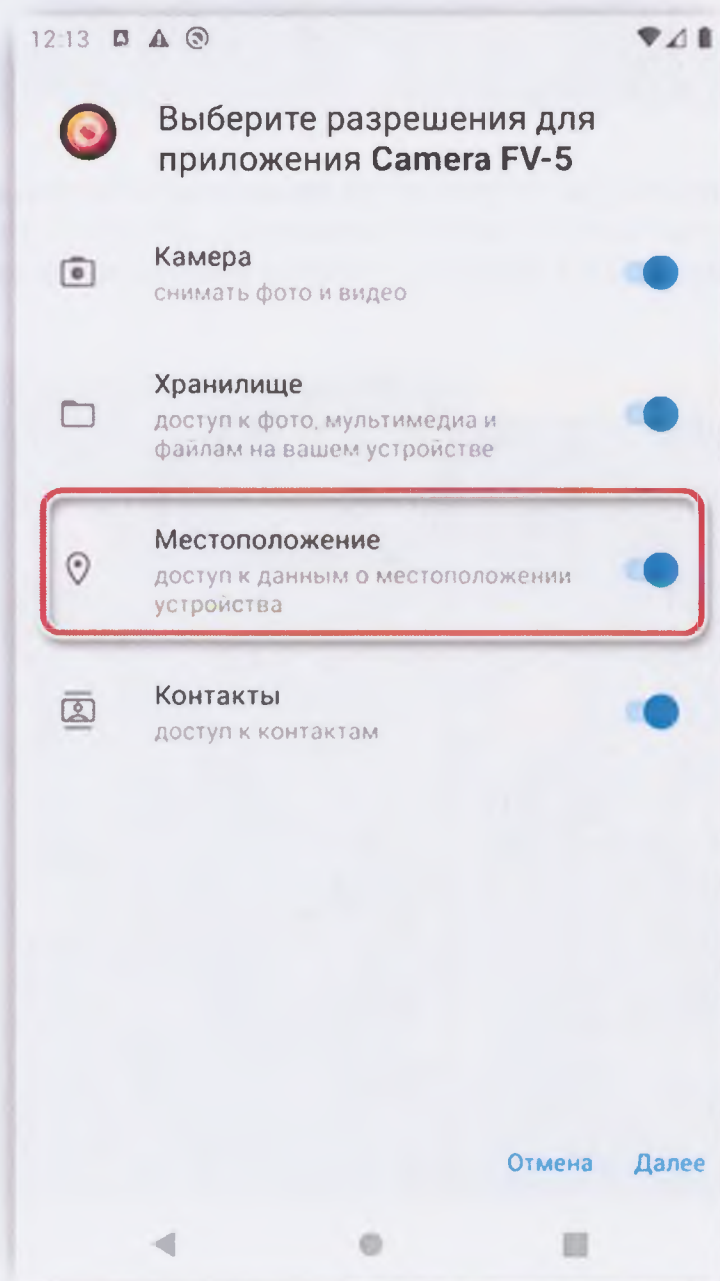 12:13
Выберите разрешения для
приложения Camera FV-5
Камера
снимать фото и видео
Хранилище
доступ к фото, мультимедиа и
файлам на вашем устройстве
Местоположение
доступ к данным о местоположении
устройства
Контакты
доступ к контактам
Отмена Далее